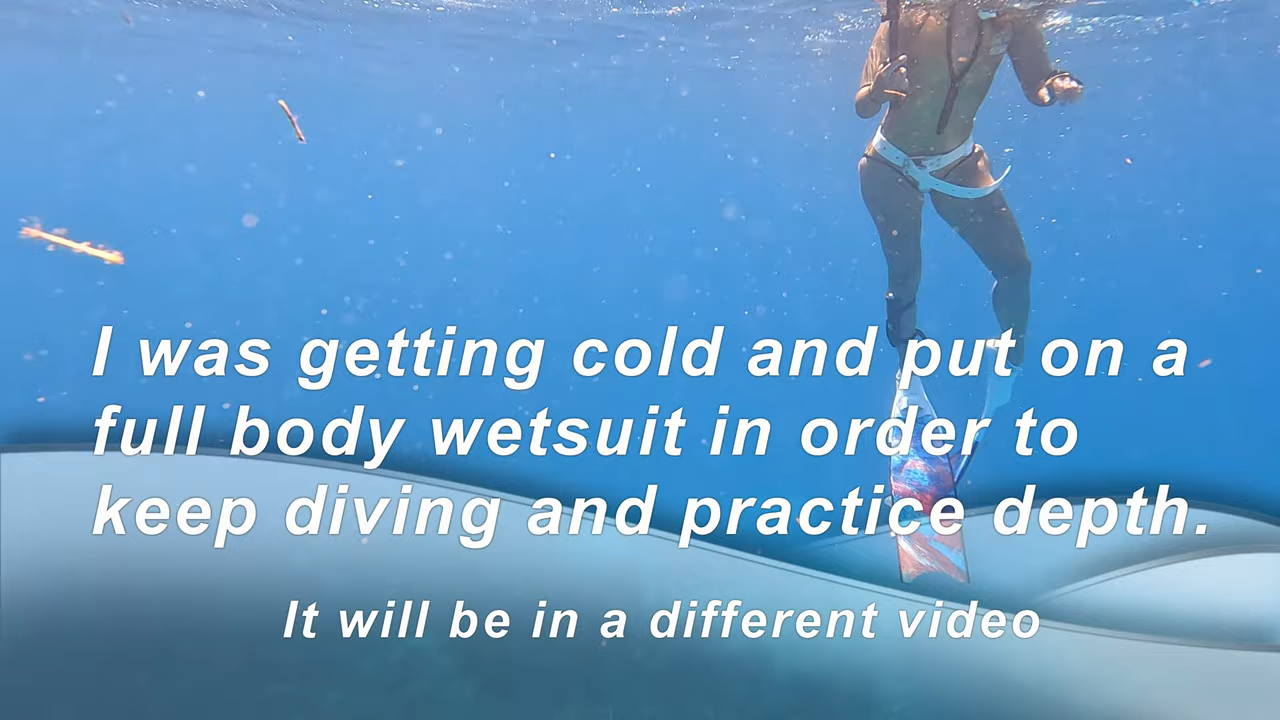 I was getting cold and put on a
full body wetsuit in order to
keep diving and practice depth.
It will be in a different video